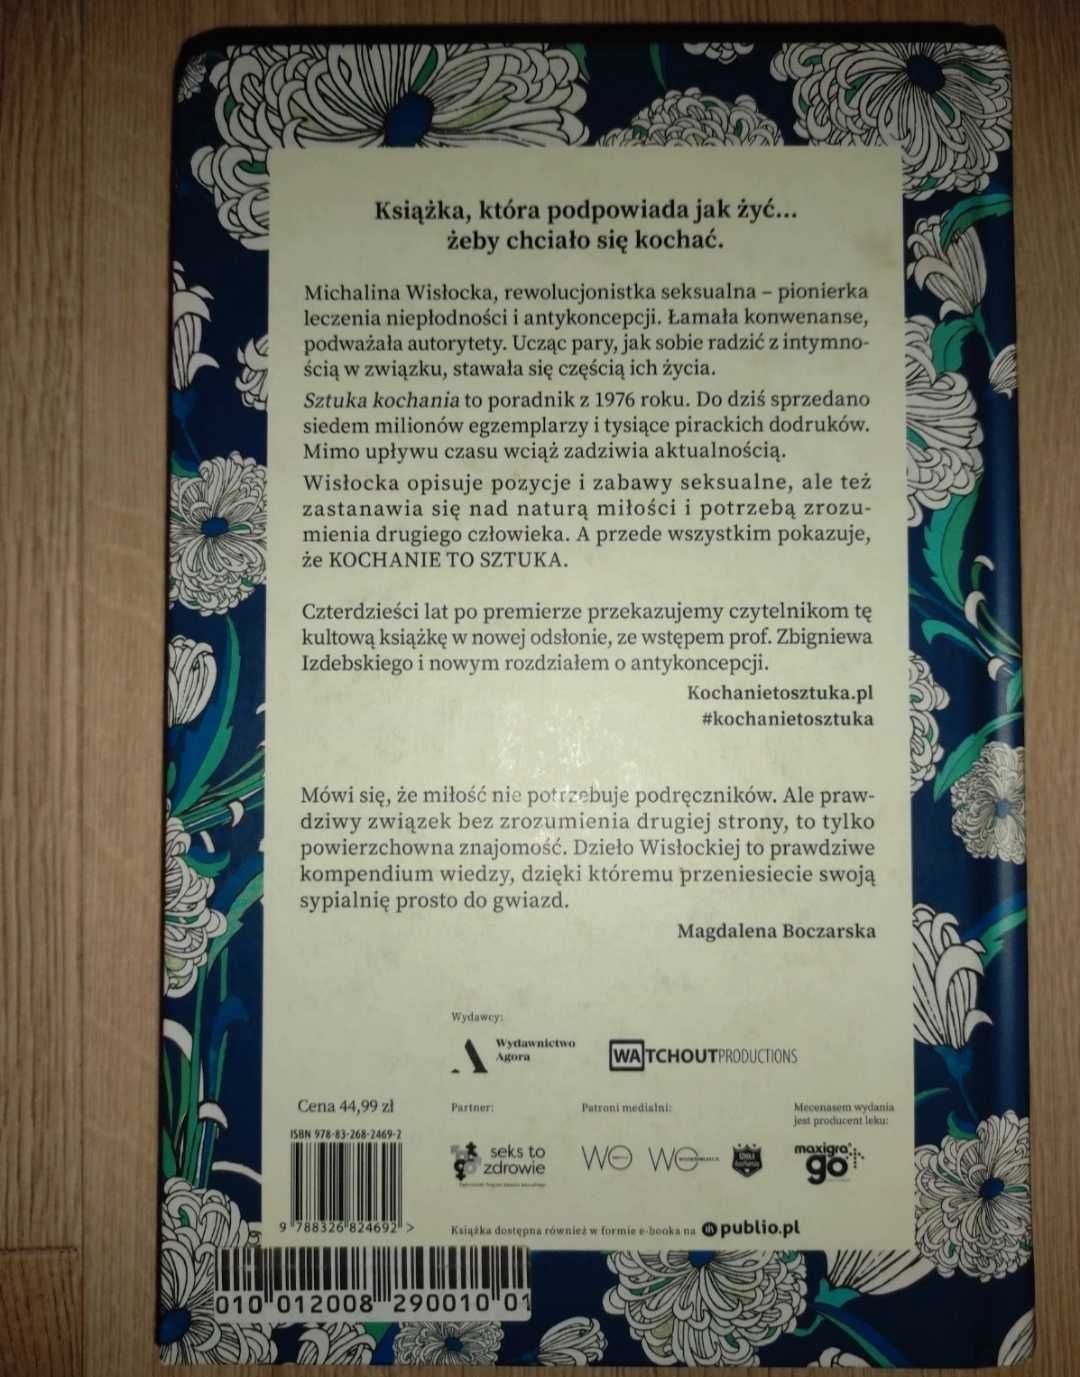 Książka, która podpowiada jak żyć...
żeby chciało się kochać.
Michalina Wisłocka, rewolucjonistka seksualna – pionierka
leczenia niepłodności i antykoncepcji. Łamała konwenanse,
podważała autorytety. Ucząc pary, jak sobie radzić z intymno-
ścią w związku, stawała się częścią ich życia.
Sztuka kochania to poradnik z 1976 roku. Do dziś sprzedano
siedem milionów egzemplarzy i tysiące pirackich dodruków.
Mimo upływu czasu wciąż zadziwia aktualnością.
Wisłocka opisuje pozycje i zabawy seksualne, ale też
zastanawia się nad naturą miłości i potrzebą zrozu-
mienia drugiego człowieka. A przede wszystkim pokazuje,
że KOCHANIE TO SZTUKA.
Czterdzieści lat po premierze przekazujemy czytelnikom tę
kultową książkę w nowej odsłonie, ze wstępem prof. Zbigniewa
Izdebskiego i nowym rozdziałem o antykoncepcji.
Kochanietosztuka.pl
#kochanietosztuka
Mówi się, że miłość nie potrzebuje podręczników. Ale praw-
dziwy związek bez zrozumienia drugiej strony, to tylko
powierzchowna znajomość. Dzieło Wisłockiej to prawdziwe
kompendium wiedzy, dzięki któremu przeniesiecie swoją
sypialnię prosto do gwiazd.
Magdalena Boczarska
Wydawcy:
Wydawnictwo
Agora
WATCHOUTPRODUCTIONS
Cena 44,99 zł
Partner:
Patroni medialni:
Mecenasem wydania
jest producent leku:
ISBN 978-83-268-2469-2
seks to
zdrowie
WO
WO
maxigra
go
9 788326 824692 >
Książka dostępna również w formie e-booka na publio.pl
010 012008 290010 01